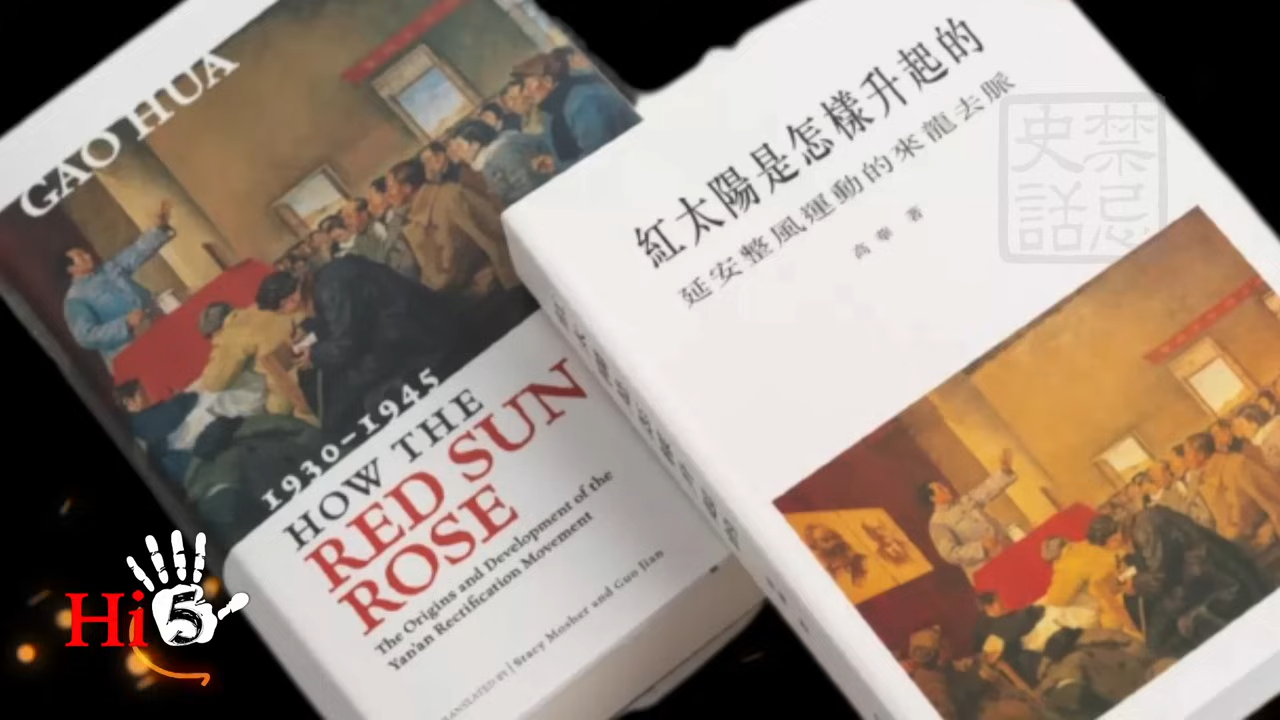 GAO HUA
1930–1945
HOW THE
RED SUN
ROSE
The Origins and Development of the
Yan'an Rectification Movement
TRANSLATED BY | Stacy Mosher and Guo Jian
紅太陽是怎樣升起的
延安整風運動的來龍去脈
高華 著
禁忌
史話
Hi5